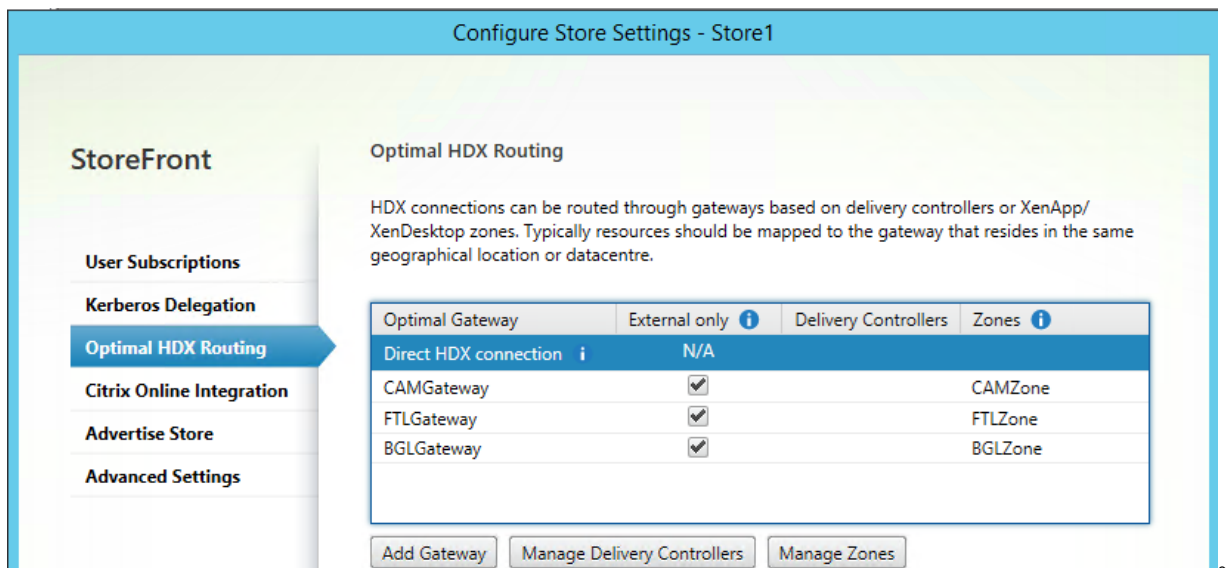 Configure Store Settings - Store1
StoreFront
User Subscriptions
Kerberos Delegation
Optimal HDX Routing
Citrix Online Integration
Advertise Store
Advanced Settings
Optimal HDX Routing
HDX connections can be routed through gateways based on delivery controllers or XenApp/
XenDesktop zones. Typically resources should be mapped to the gateway that resides in the same
geographical location or datacentre.
Optimal Gateway External only i Delivery Controllers Zones i
Direct HDX connection i N/A
CAMGateway CAMZone
FTLGateway FTLZone
BGLGateway BGLZone
Add Gateway Manage Delivery Controllers Manage Zones